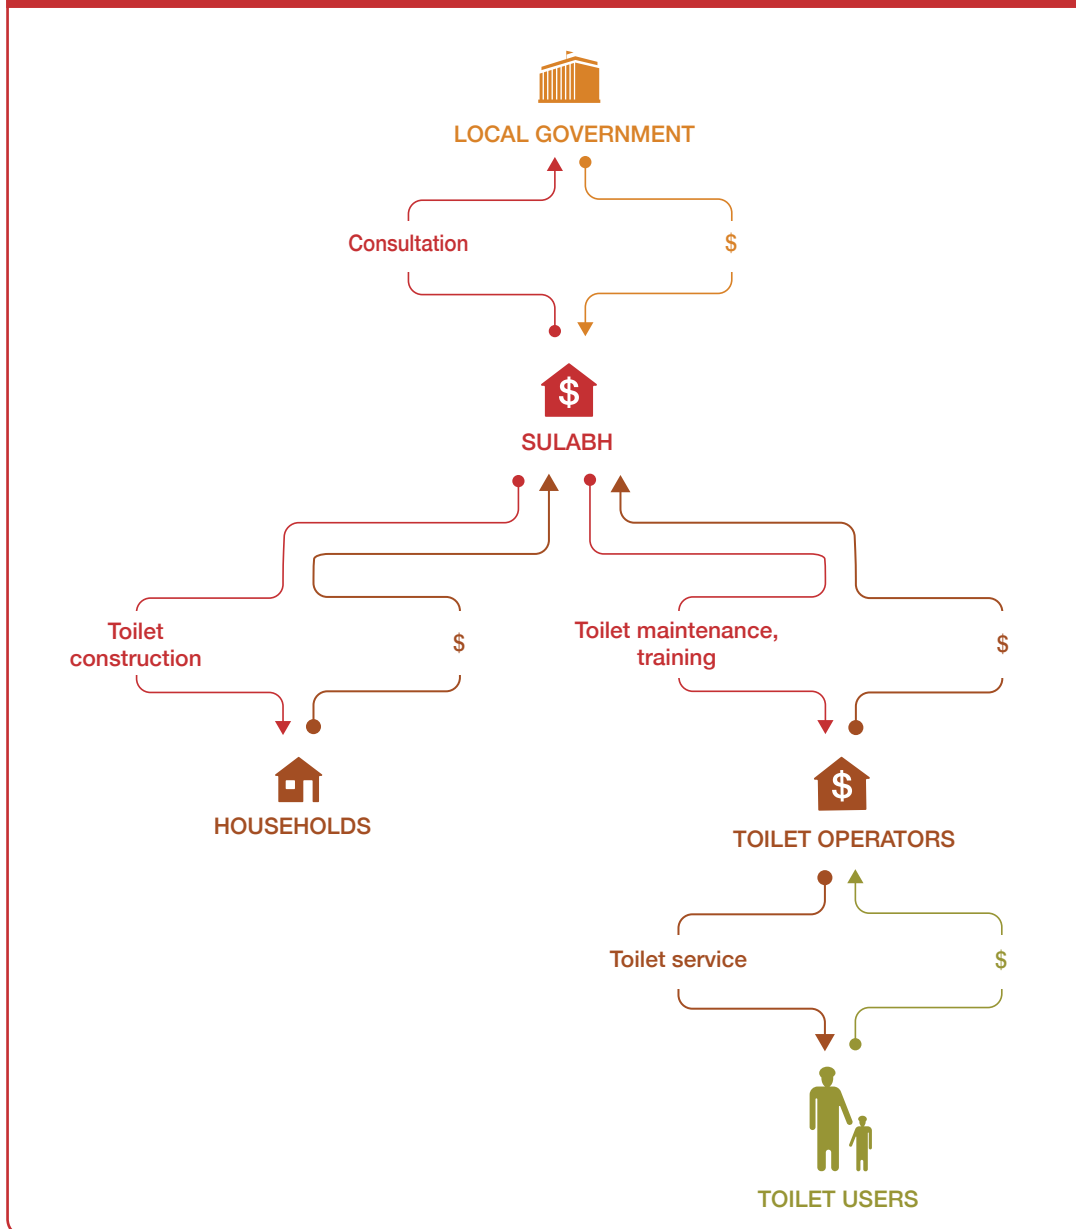 LOCAL GOVERNMENT
Consultation
$
$
SULABH
Toilet
construction
$
Toilet maintenance,
training
$
HOUSEHOLDS
$
TOILET OPERATORS
Toilet service
$
TOILET USERS